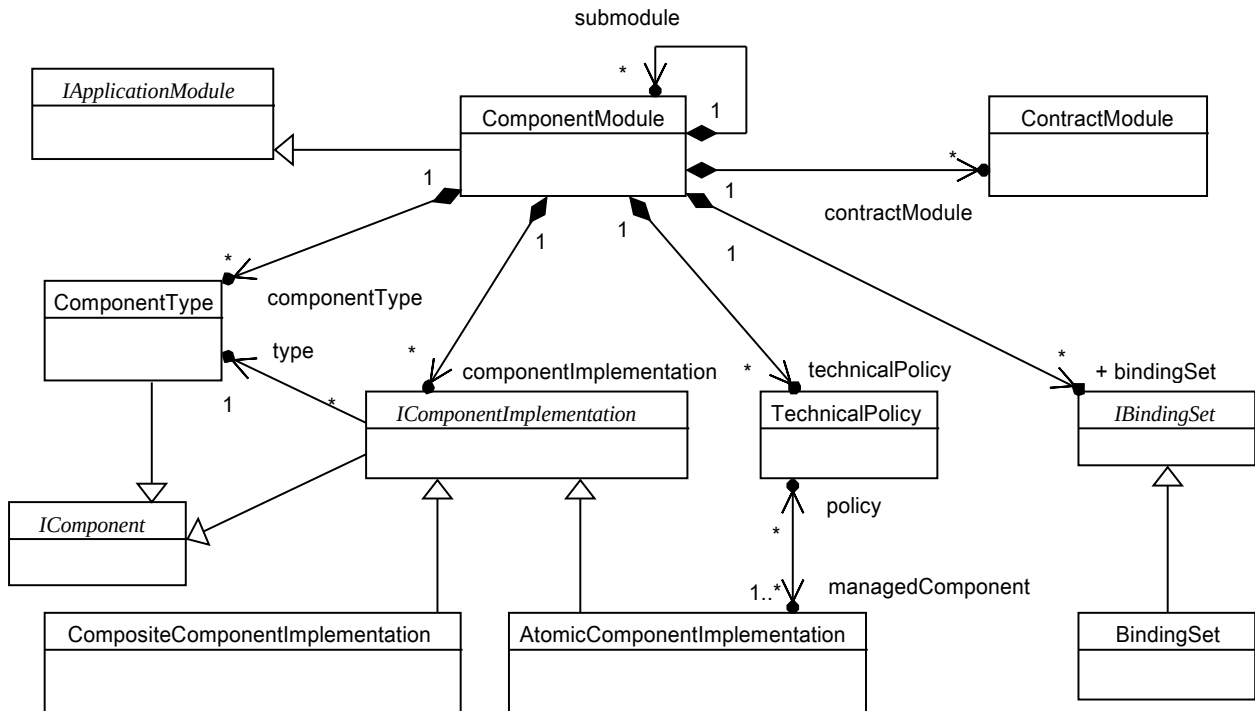 submodule
*
IApplicationModule
ComponentModule
1
ContractModule
*
1
1
contractModule
1
1
1
*
ComponentType
componentType
type
*
componentImplementation
*
technicalPolicy
*
+ bindingSet
1
*
IComponentImplementation
TechnicalPolicy
IBindingSet
IComponent
policy
*
managedComponent
1..*
CompositeComponentImplementation
AtomicComponentImplementation
BindingSet